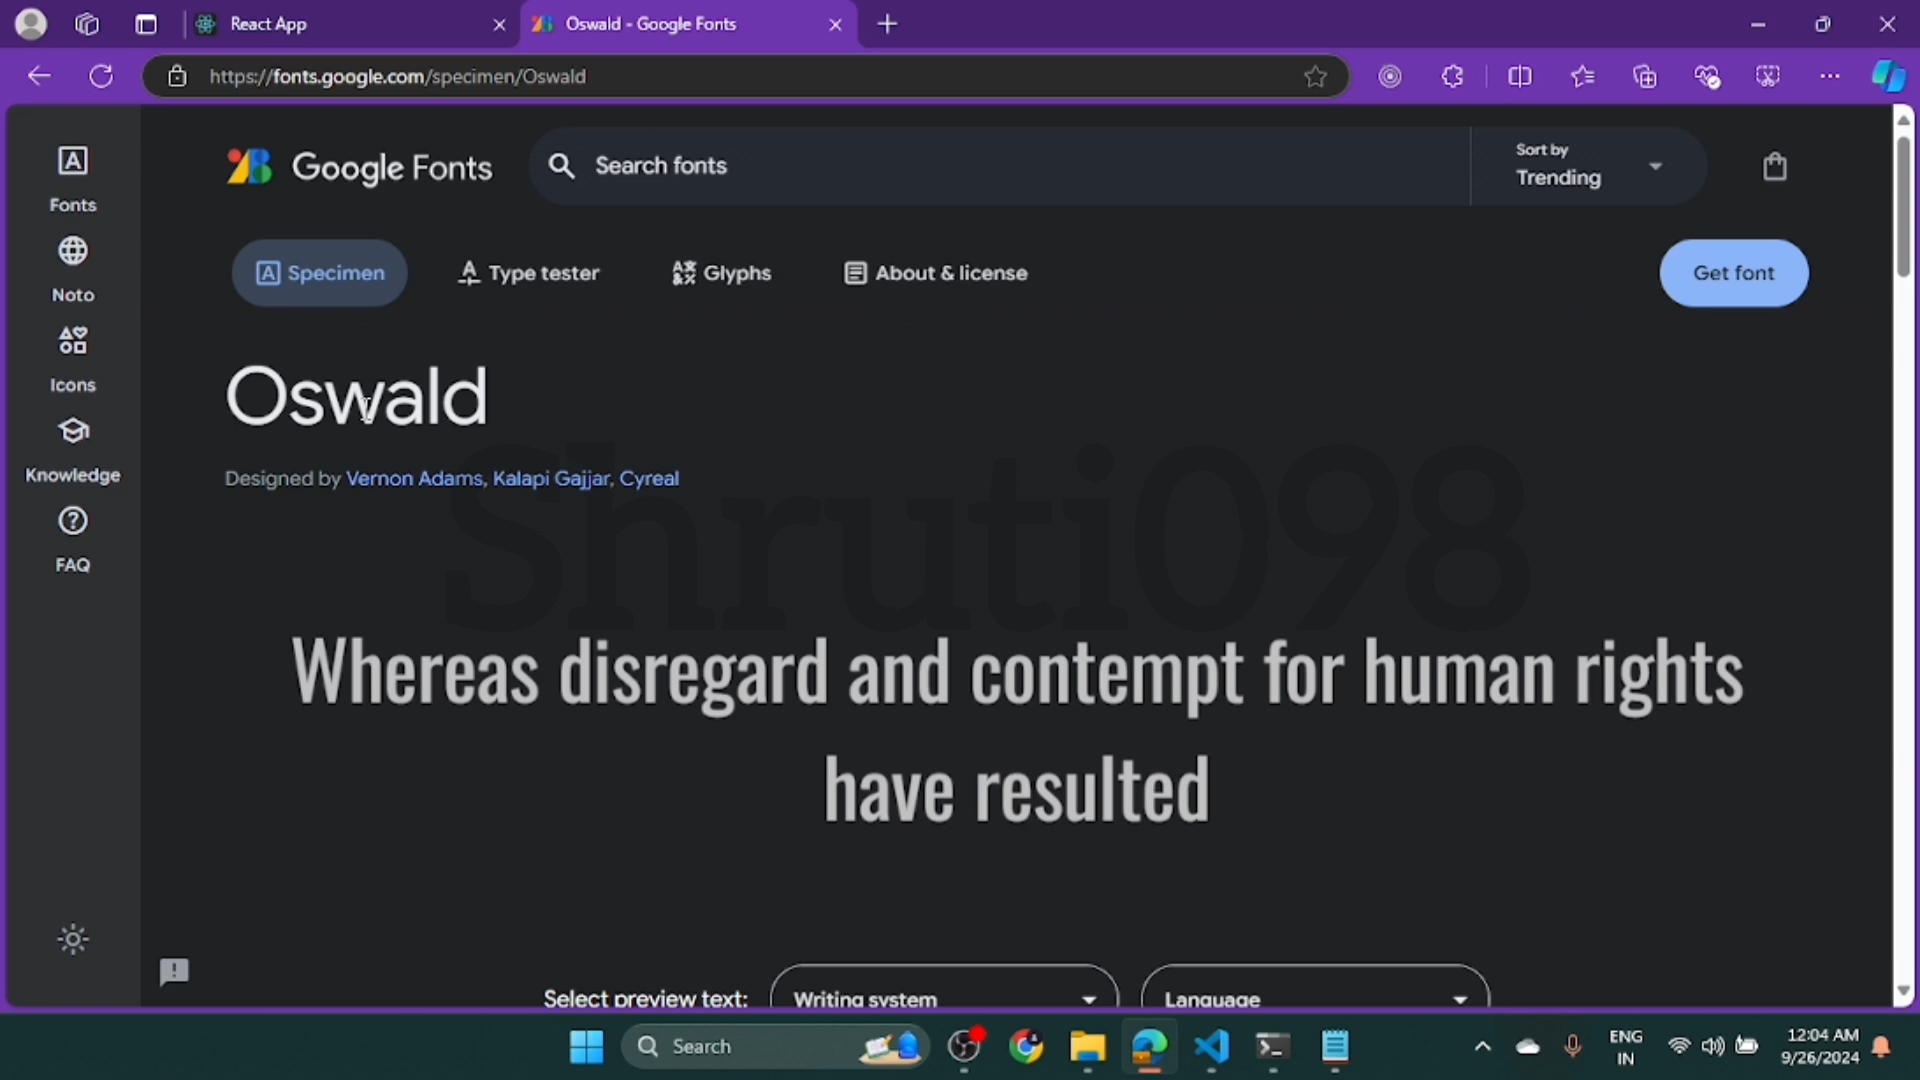 React App
Oswald - Google Fonts
https://fonts.google.com/specimen/Oswald
Google Fonts
Search fonts
Sort by
Trending
Fonts
Noto
Icons
Knowledge
FAQ
Specimen
Type tester
Glyphs
About & license
Get font
Oswald
Designed by Vernon Adams, Kalapi Gajjar, Cyreal
Shruti098
Whereas disregard and contempt for human rights
have resulted
Select preview text:
Writing system
Language
Search
ENG
IN
12:04 AM
9/26/2024